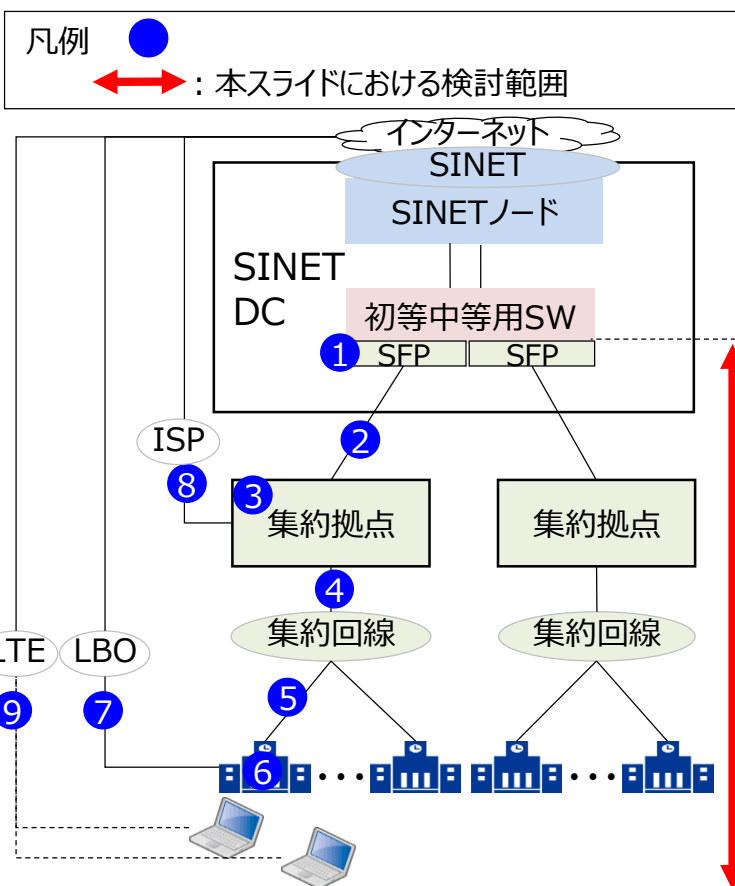 凡例
：本スライドにおける検討範囲
インターネット
SINET
SINETノード
SINET
DC
初等中等用SW
1
SFP
SFP
2
ISP
8
3
集約拠点
集約拠点
4
集約回線
集約回線
LTE
LBO
5
9
7
6
･･･
･･･